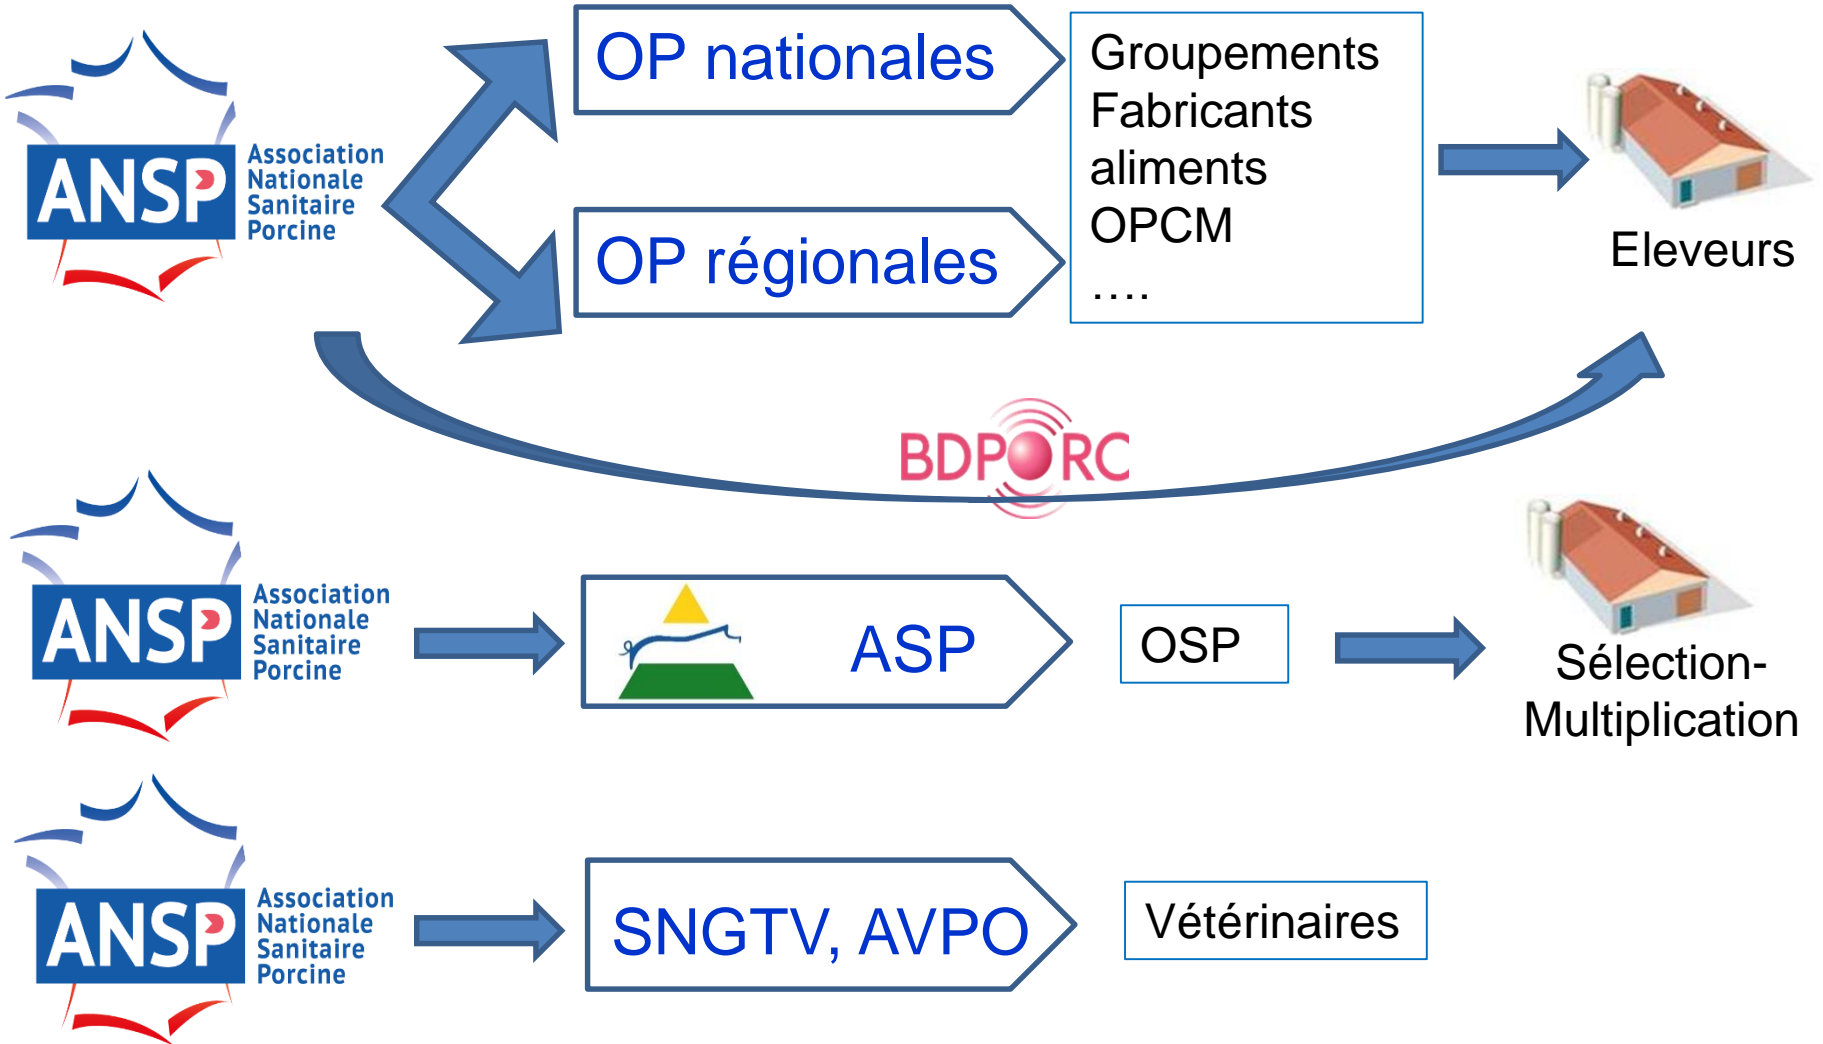 ANSP
Association
Nationale
Sanitaire
Porcine
OP nationales
OP régionales
Groupements
Fabricants
aliments
OPCM
….
Eleveurs
BDPORC
ANSP
Association
Nationale
Sanitaire
Porcine
ASP
OSP
Sélection-
Multiplication
ANSP
Association
Nationale
Sanitaire
Porcine
SNGTV, AVPO
Vétérinaires